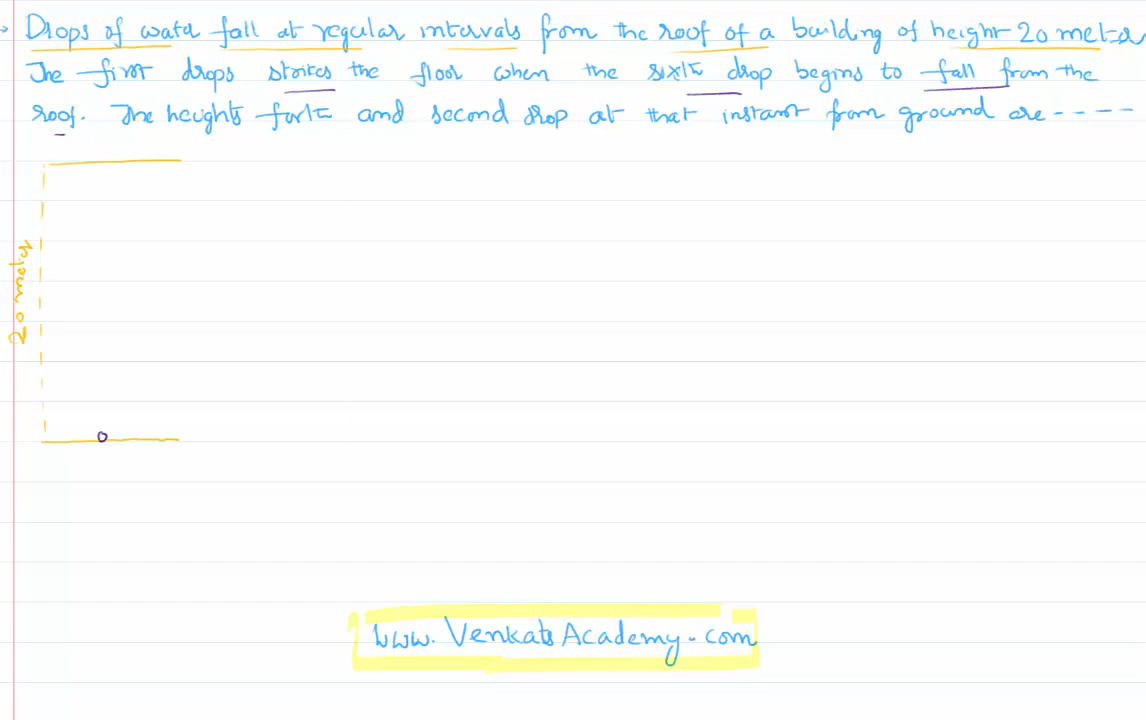 Drops of water fall at regular intervals from the roof of a building of height 20 meter
The first drops strikes the floor when the sixth drop begins to fall from the
roof. The heights forth and second drop at that instant from ground are ----
20 meter
www.VenkatsAcademy.com